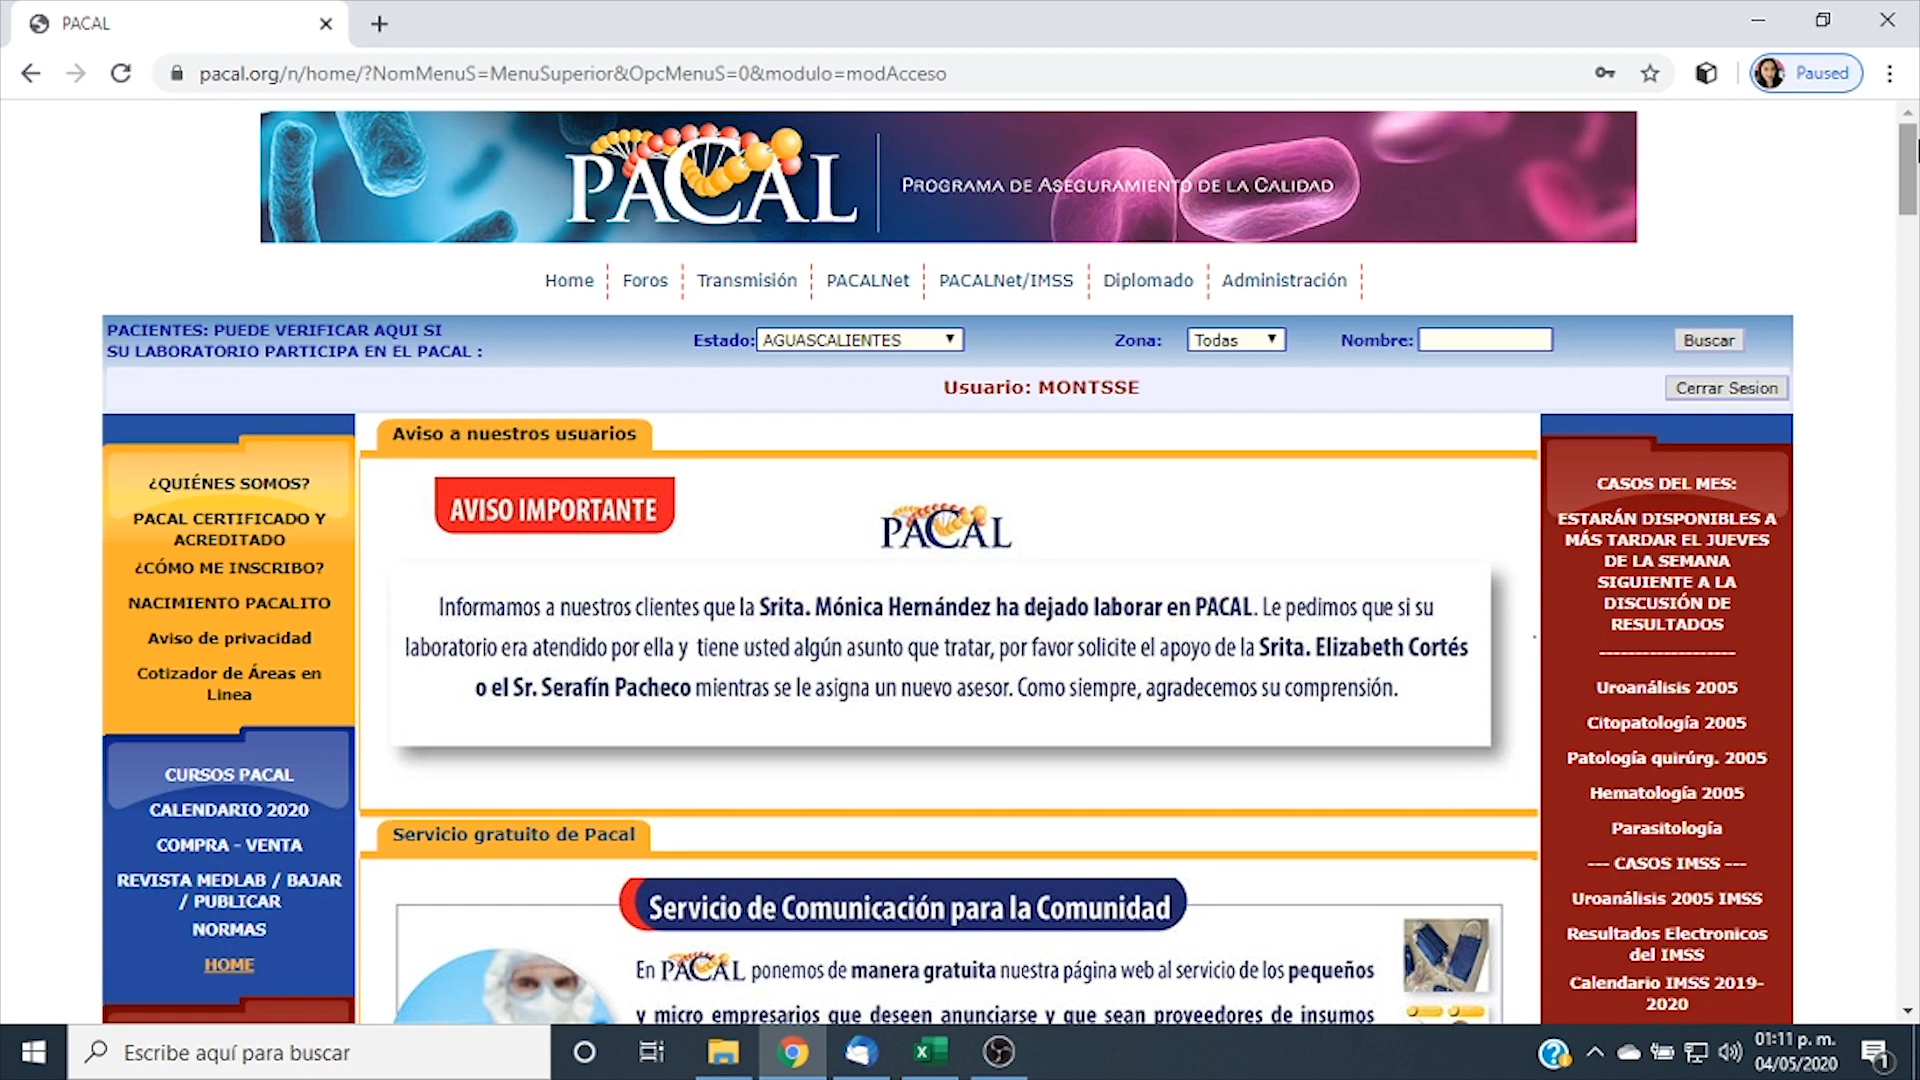 PACAL
pacal.org/n/home/?NomMenuS=MenuSuperior&OpcMenuS=0&modulo=modAcceso
Paused
PACAL
PROGRAMA DE ASEGURAMIENTO DE LA CALIDAD
Home
Foros
Transmisión
PACALNet
PACALNet/IMSS
Diplomado
Administración
PACIENTES: PUEDE VERIFICAR AQUI SI
SU LABORATORIO PARTICIPA EN EL PACAL :
Estado: AGUASCALIENTES
Zona: Todas
Nombre:
Buscar
Usuario: MONTSSE
Cerrar Sesion
¿QUIÉNES SOMOS?
PACAL CERTIFICADO Y
ACREDITADO
¿CÓMO ME INSCRIBO?
NACIMIENTO PACALITO
Aviso de privacidad
Cotizador de Áreas en
Linea
CURSOS PACAL
CALENDARIO 2020
COMPRA - VENTA
REVISTA MEDLAB / BAJAR
/ PUBLICAR
NORMAS
HOME
Aviso a nuestros usuarios
AVISO IMPORTANTE
PACAL
Informamos a nuestros clientes que la Srita. Mónica Hernández ha dejado laborar en PACAL. Le pedimos que si su
laboratorio era atendido por ella y tiene usted algún asunto que tratar, por favor solicite el apoyo de la Srita. Elizabeth Cortés
o el Sr. Serafín Pacheco mientras se le asigna un nuevo asesor. Como siempre, agradecemos su comprensión.
Servicio gratuito de Pacal
Servicio de Comunicación para la Comunidad
En PACAL ponemos de manera gratuita nuestra página web al servicio de los pequeños
y micro empresarios que deseen anunciarse y que sean proveedores de insumos
CASOS DEL MES:
ESTARÁN DISPONIBLES A
MÁS TARDAR EL JUEVES
DE LA SEMANA
SIGUIENTE A LA
DISCUSIÓN DE
RESULTADOS
--------------------
Uroanálisis 2005
Citopatología 2005
Patología quirúrg. 2005
Hematología 2005
Parasitología
--- CASOS IMSS ---
Uroanálisis 2005 IMSS
Resultados Electronicos
del IMSS
Calendario IMSS 2019-
2020
Escribe aquí para buscar
01:11 p. m.
04/05/2020
1